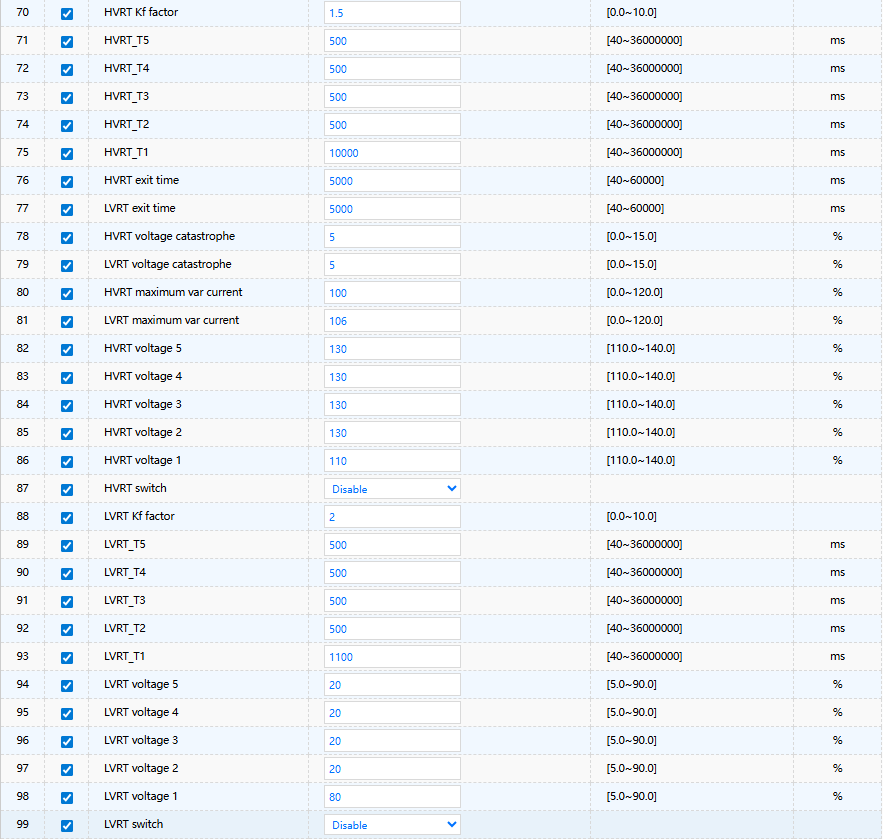 70 HVRT Kf factor 1.5 [0.0~10.0]
71 HVRT_T5 500 [40~36000000] ms
72 HVRT_T4 500 [40~36000000] ms
73 HVRT_T3 500 [40~36000000] ms
74 HVRT_T2 500 [40~36000000] ms
75 HVRT_T1 10000 [40~36000000] ms
76 HVRT exit time 5000 [40~60000] ms
77 LVRT exit time 5000 [40~60000] ms
78 HVRT voltage catastrophe 5 [0.0~15.0] %
79 LVRT voltage catastrophe 5 [0.0~15.0] %
80 HVRT maximum var current 100 [0.0~120.0] %
81 LVRT maximum var current 106 [0.0~120.0] %
82 HVRT voltage 5 130 [110.0~140.0] %
83 HVRT voltage 4 130 [110.0~140.0] %
84 HVRT voltage 3 130 [110.0~140.0] %
85 HVRT voltage 2 130 [110.0~140.0] %
86 HVRT voltage 1 110 [110.0~140.0] %
87 HVRT switch Disable
88 LVRT Kf factor 2 [0.0~10.0]
89 LVRT_T5 500 [40~36000000] ms
90 LVRT_T4 500 [40~36000000] ms
91 LVRT_T3 500 [40~36000000] ms
92 LVRT_T2 500 [40~36000000] ms
93 LVRT_T1 1100 [40~36000000] ms
94 LVRT voltage 5 20 [5.0~90.0] %
95 LVRT voltage 4 20 [5.0~90.0] %
96 LVRT voltage 3 20 [5.0~90.0] %
97 LVRT voltage 2 20 [5.0~90.0] %
98 LVRT voltage 1 80 [5.0~90.0] %
99 LVRT switch Disable